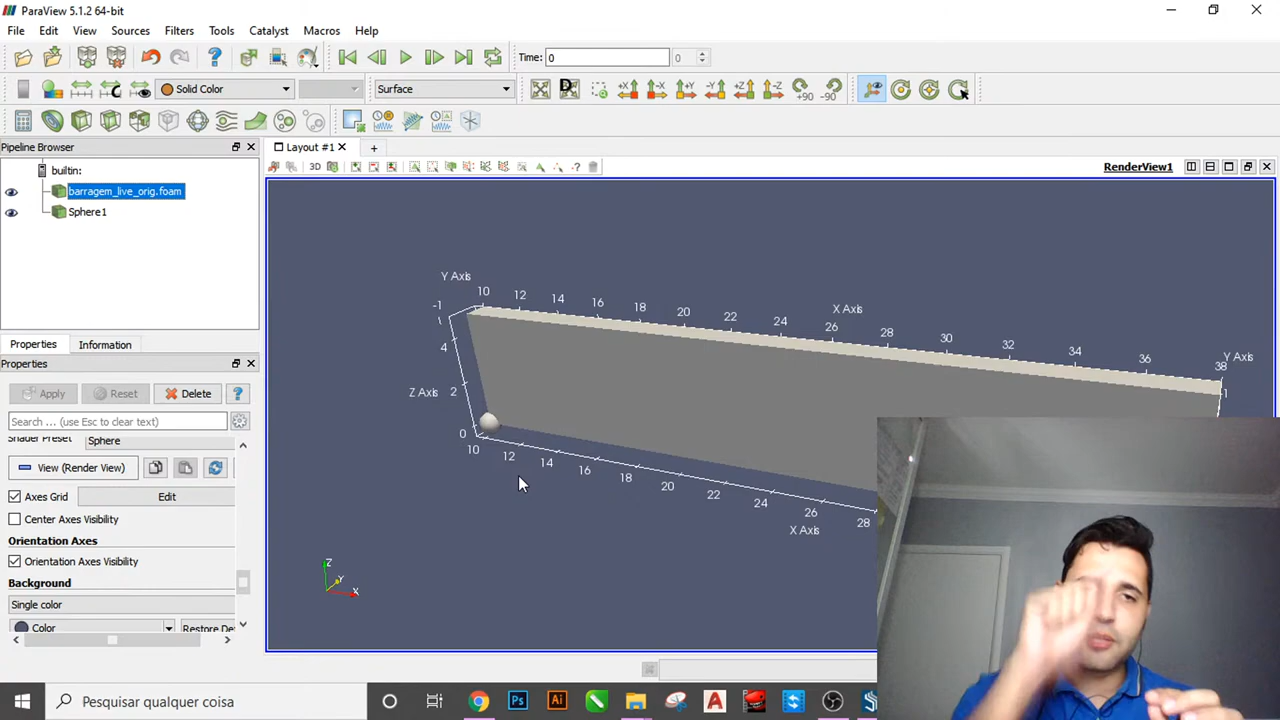 ParaView 5.1.2 64-bit
File Edit View Sources Filters Tools Catalyst Macros Help
Time: 0 0
Solid Color Surface +X -X +Y -Y +Z -Z +90 -90
Pipeline Browser
Layout #1
builtin:
3D RenderView1
barragem_live_orig.foam
Sphere1
Properties Information
Properties
Apply Reset Delete ?
Search ... (use Esc to clear text)
Shader Preset Sphere
View (Render View)
Axes Grid Edit
Center Axes Visibility
Orientation Axes
Orientation Axes Visibility
Background
Single color
Color Restore De
Y Axis
-1 10 12 14 16 18 20 22 24 26 28 30 32 34 36 38
X Axis
Y Axis
4
Z Axis 2
0
10 12 14 16 18 20 22 24 26 28
X Axis
Z
Y
X
Pesquisar qualquer coisa
Ps Ai A